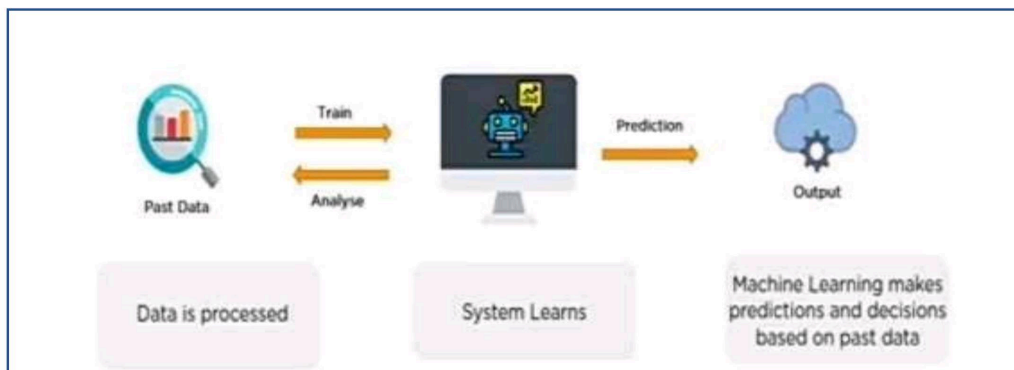 Train
Prediction
Analyse
Past Data
Output
Data is processed
System Learns
Machine Learning makes
predictions and decisions
based on past data